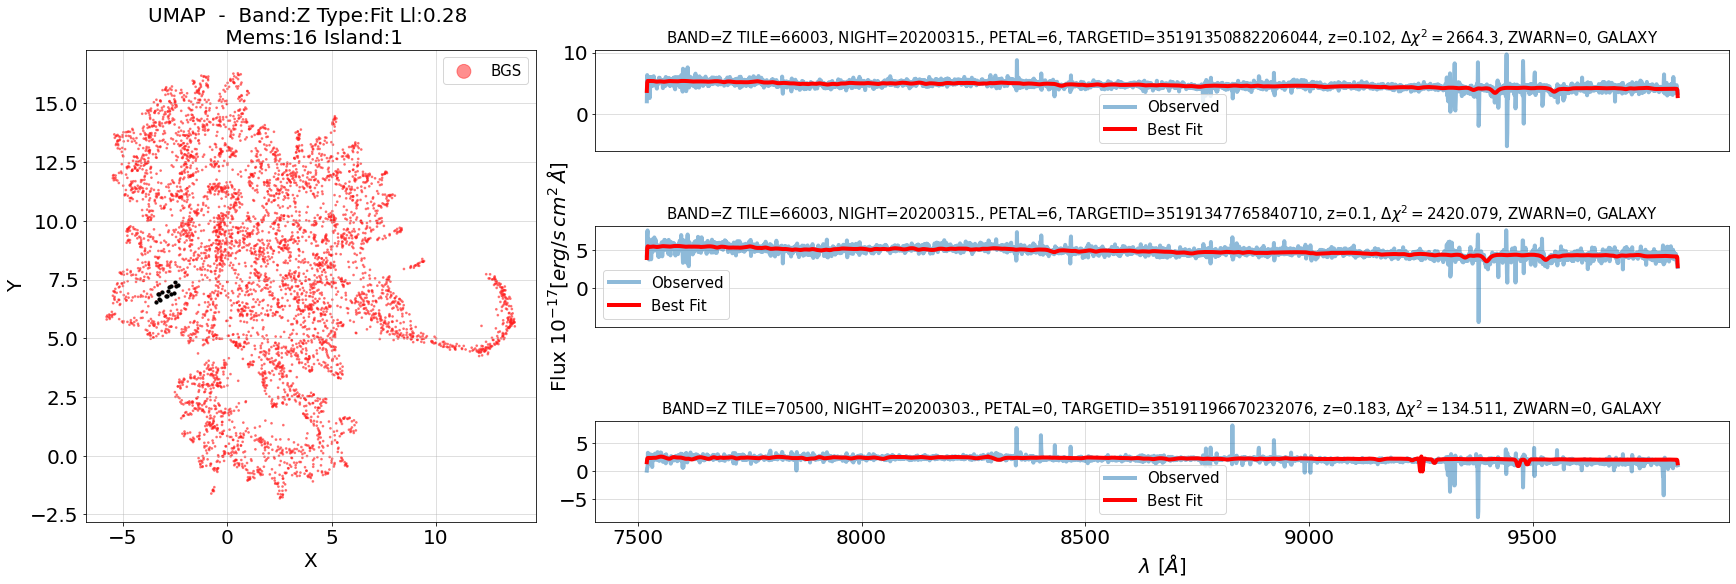 UMAP - Band:Z Type:Fit Ll:0.28
Mems:16 Island:1
BGS
15.0
12.5
10.0
7.5
5.0
2.5
0.0
−2.5
Y
−5
0
5
10
X
Flux 10⁻¹⁷[erg/s cm² Å]
BAND=Z TILE=66003, NIGHT=20200315., PETAL=6, TARGETID=35191350882206044, z=0.102, Δχ² = 2664.3, ZWARN=0, GALAXY
10
0
Observed
Best Fit
BAND=Z TILE=66003, NIGHT=20200315., PETAL=6, TARGETID=35191347765840710, z=0.1, Δχ² = 2420.079, ZWARN=0, GALAXY
5
0
Observed
Best Fit
BAND=Z TILE=70500, NIGHT=20200303., PETAL=0, TARGETID=35191196670232076, z=0.183, Δχ² = 134.511, ZWARN=0, GALAXY
5
0
−5
Observed
Best Fit
7500
8000
8500
9000
9500
λ [Å]